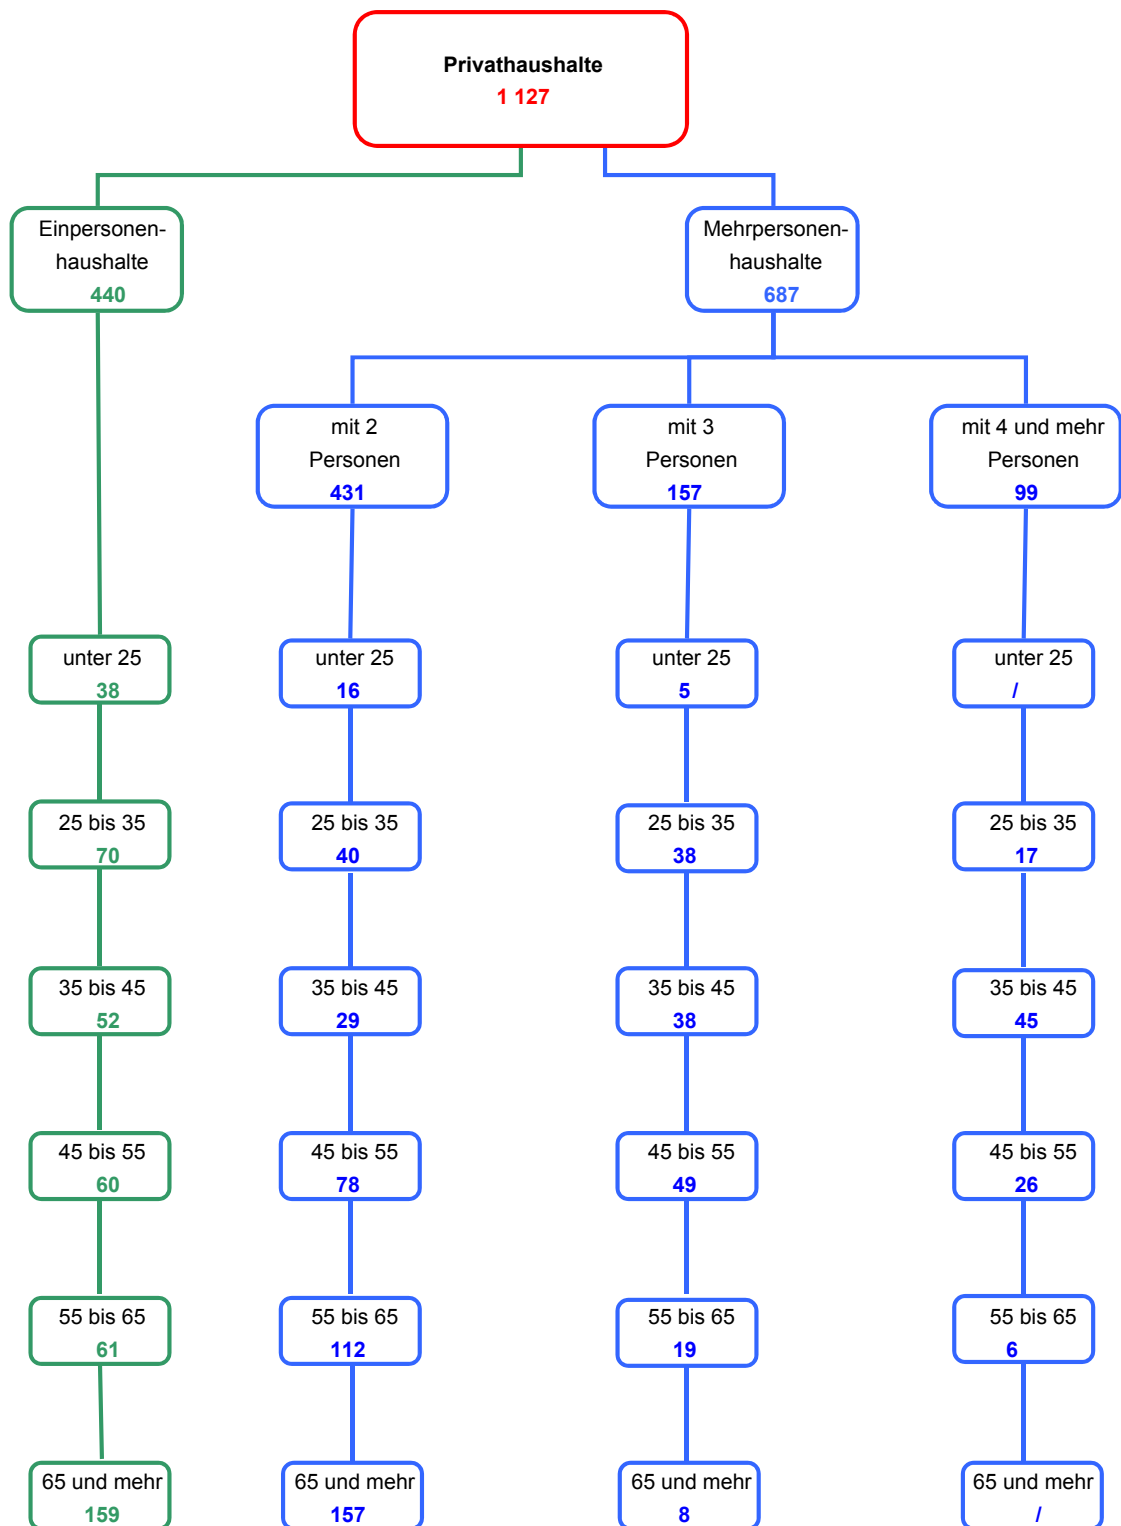 Privathaushalte
1 127
Einpersonen-
haushalte
440
Mehrpersonen-
haushalte
687
mit 2
Personen
431
mit 3
Personen
157
mit 4 und mehr
Personen
99
unter 25
38
unter 25
16
unter 25
5
unter 25
/
25 bis 35
70
25 bis 35
40
25 bis 35
38
25 bis 35
17
35 bis 45
52
35 bis 45
29
35 bis 45
38
35 bis 45
45
45 bis 55
60
45 bis 55
78
45 bis 55
49
45 bis 55
26
55 bis 65
61
55 bis 65
112
55 bis 65
19
55 bis 65
6
65 und mehr
159
65 und mehr
157
65 und mehr
8
65 und mehr
/